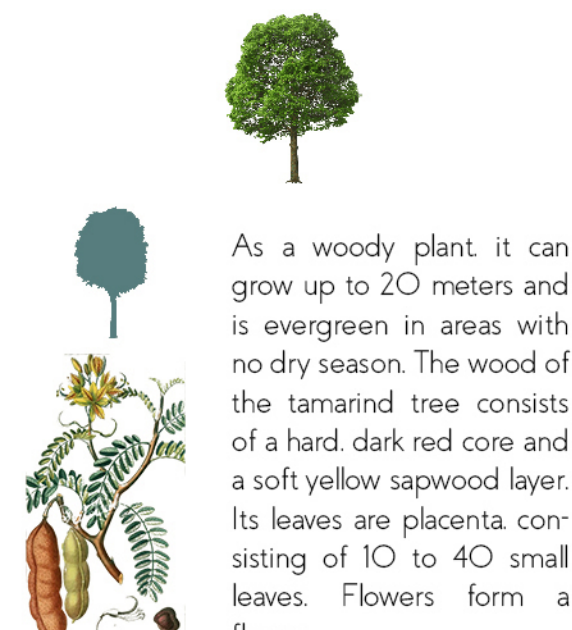 As a woody plant. it can
grow up to 20 meters and
is evergreen in areas with
no dry season. The wood of
the tamarind tree consists
of a hard. dark red core and
a soft yellow sapwood layer.
Its leaves are placenta. con-
sisting of 10 to 40 small
leaves. Flowers form a